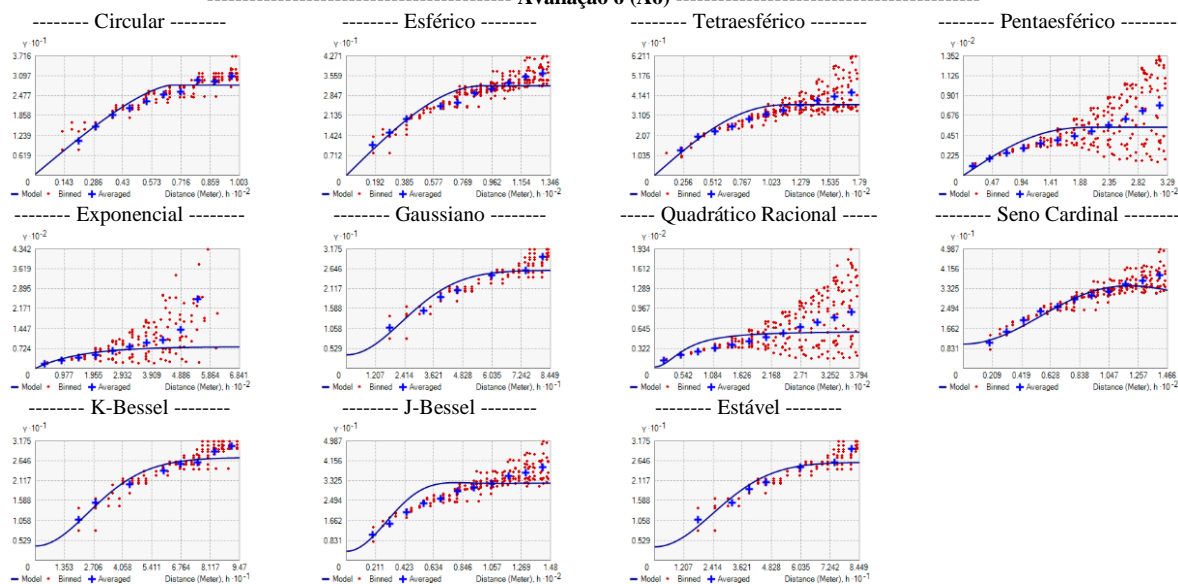 -------------------------------------------- Avaliação 6 (A6) --------------------------------------------
-------- Circular --------
-------- Esférico --------
-------- Tetraesférico --------
-------- Pentaesférico --------
γ ·10⁻¹
3.716
3.097
2.477
1.858
1.239
0.619
0 0.143 0.286 0.43 0.573 0.716 0.859 1.003
Model Binned Averaged Distance (Meter), h ·10⁻²
γ ·10⁻¹
4.271
3.559
2.847
2.135
1.424
0.712
0 0.192 0.385 0.577 0.769 0.962 1.154 1.346
Model Binned Averaged Distance (Meter), h ·10⁻²
γ ·10⁻¹
6.211
5.176
4.141
3.105
2.07
1.035
0 0.256 0.512 0.767 1.023 1.279 1.535 1.79
Model Binned Averaged Distance (Meter), h ·10⁻²
γ ·10⁻²
1.352
1.126
0.901
0.676
0.451
0.225
0 0.47 0.94 1.41 1.88 2.35 2.82 3.29
Model Binned Averaged Distance (Meter), h ·10⁻²
-------- Exponencial --------
-------- Gaussiano --------
----- Quadrático Racional -----
-------- Seno Cardinal --------
γ ·10⁻²
4.342
3.619
2.895
2.171
1.447
0.724
0 0.977 1.955 2.932 3.909 4.886 5.864 6.841
Model Binned Averaged Distance (Meter), h ·10⁻²
γ ·10⁻¹
3.175
2.646
2.117
1.588
1.058
0.529
0 1.207 2.414 3.621 4.828 6.035 7.242 8.449
Model Binned Averaged Distance (Meter), h ·10⁻¹
γ ·10⁻²
1.934
1.612
1.289
0.967
0.645
0.322
0 0.542 1.084 1.626 2.168 2.71 3.252 3.794
Model Binned Averaged Distance (Meter), h ·10⁻²
γ ·10⁻¹
4.987
4.156
3.325
2.494
1.662
0.831
0 0.209 0.419 0.628 0.838 1.047 1.257 1.466
Model Binned Averaged Distance (Meter), h ·10⁻²
-------- K-Bessel --------
-------- J-Bessel --------
-------- Estável --------
γ ·10⁻¹
3.175
2.646
2.117
1.588
1.058
0.529
0 1.353 2.706 4.058 5.411 6.764 8.117 9.47
Model Binned Averaged Distance (Meter), h ·10⁻¹
γ ·10⁻¹
4.987
4.156
3.325
2.494
1.662
0.831
0 0.211 0.423 0.634 0.846 1.057 1.269 1.48
Model Binned Averaged Distance (Meter), h ·10⁻²
γ ·10⁻¹
3.175
2.646
2.117
1.588
1.058
0.529
0 1.207 2.414 3.621 4.828 6.035 7.242 8.449
Model Binned Averaged Distance (Meter), h ·10⁻¹